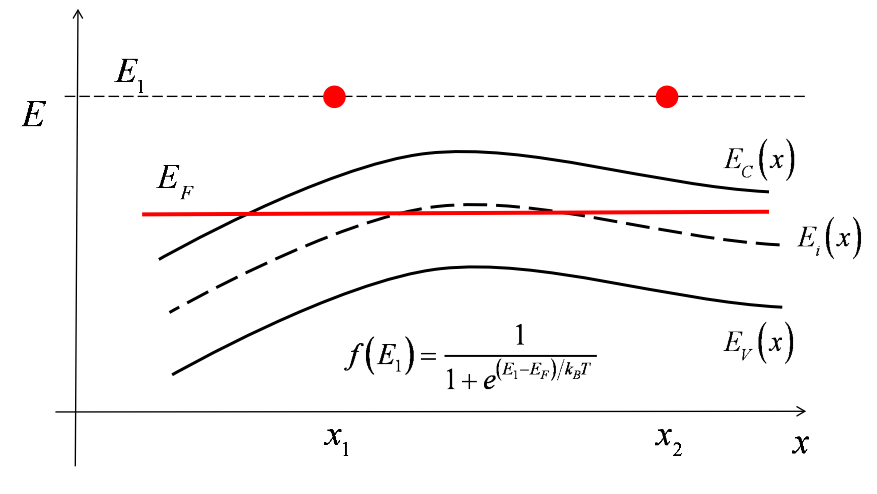 E₁
E
E_C(x)
E_F
E_i(x)
f(E₁) = 1 / (1 + e^{(E₁−E_F)/k_BT})
E_V(x)
x₁
x₂
x